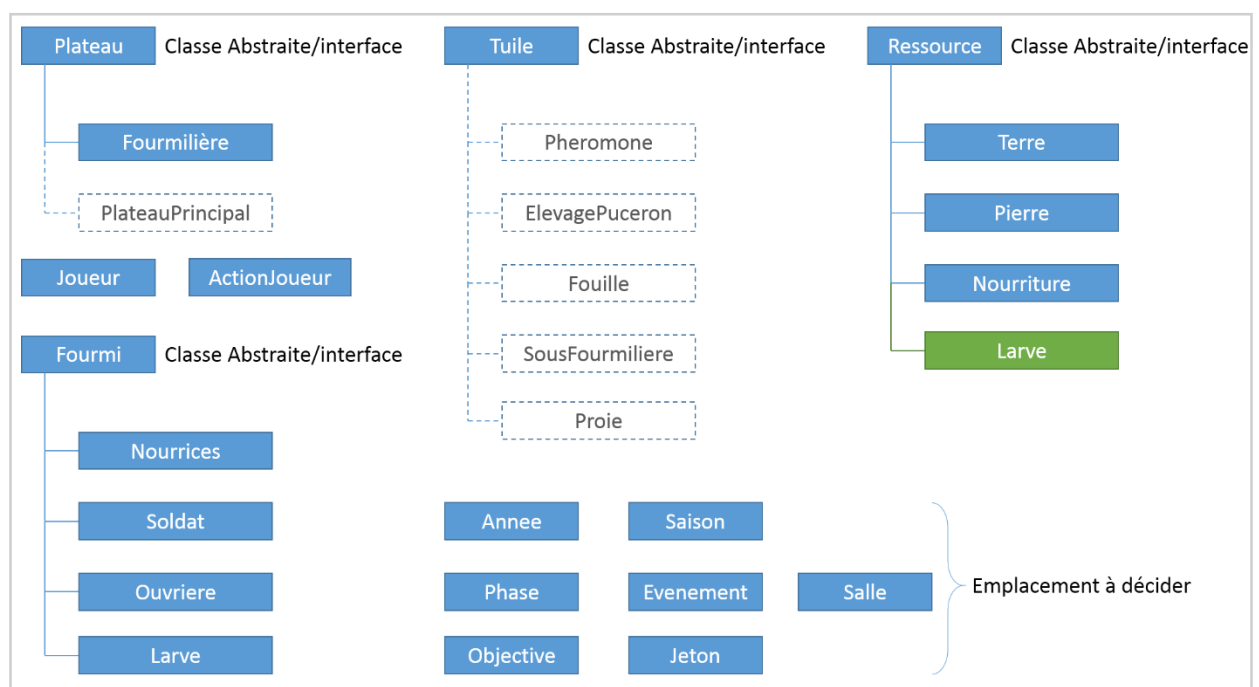 Plateau
Classe Abstraite/interface
Fourmilière
PlateauPrincipal
Joueur
ActionJoueur
Fourmi
Classe Abstraite/interface
Nourrices
Soldat
Ouvriere
Larve
Tuile
Classe Abstraite/interface
Pheromone
ElevagePuceron
Fouille
SousFourmiliere
Proie
Ressource
Classe Abstraite/interface
Terre
Pierre
Nourriture
Larve
Annee
Saison
Phase
Evenement
Salle
Objective
Jeton
Emplacement à décider